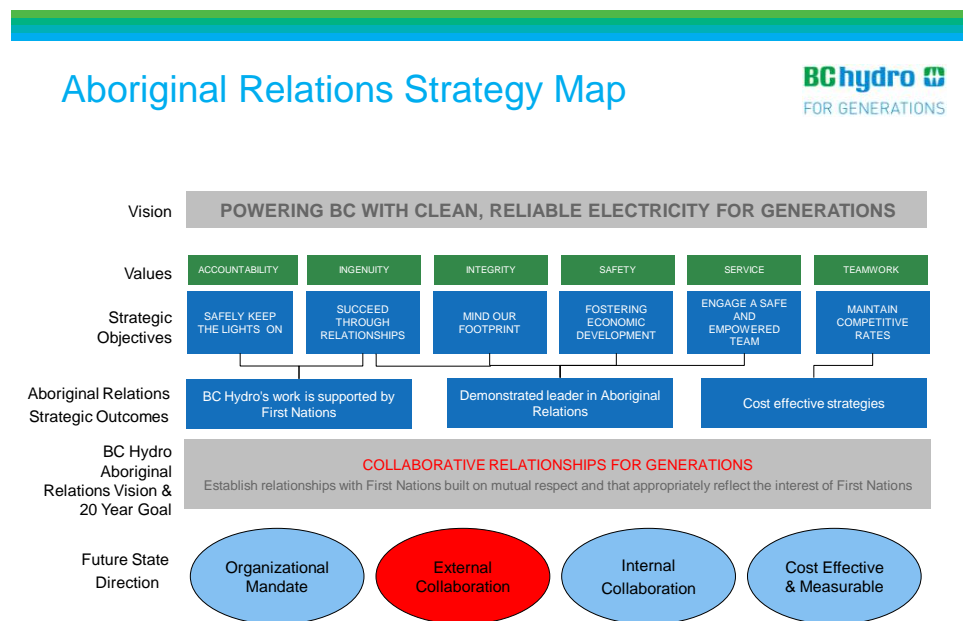 Aboriginal Relations Strategy Map
BC hydro
FOR GENERATIONS
Vision
POWERING BC WITH CLEAN, RELIABLE ELECTRICITY FOR GENERATIONS
Values
ACCOUNTABILITY
INGENUITY
INTEGRITY
SAFETY
SERVICE
TEAMWORK
Strategic
Objectives
SAFELY KEEP
THE LIGHTS ON
SUCCEED
THROUGH
RELATIONSHIPS
MIND OUR
FOOTPRINT
FOSTERING
ECONOMIC
DEVELOPMENT
ENGAGE A SAFE
AND
EMPOWERED
TEAM
MAINTAIN
COMPETITIVE
RATES
Aboriginal Relations
Strategic Outcomes
BC Hydro's work is supported by
First Nations
Demonstrated leader in Aboriginal
Relations
Cost effective strategies
BC Hydro
Aboriginal
Relations Vision &
20 Year Goal
COLLABORATIVE RELATIONSHIPS FOR GENERATIONS
Establish relationships with First Nations built on mutual respect and that appropriately reflect the interest of First Nations
Future State
Direction
Organizational
Mandate
External
Collaboration
Internal
Collaboration
Cost Effective
& Measurable